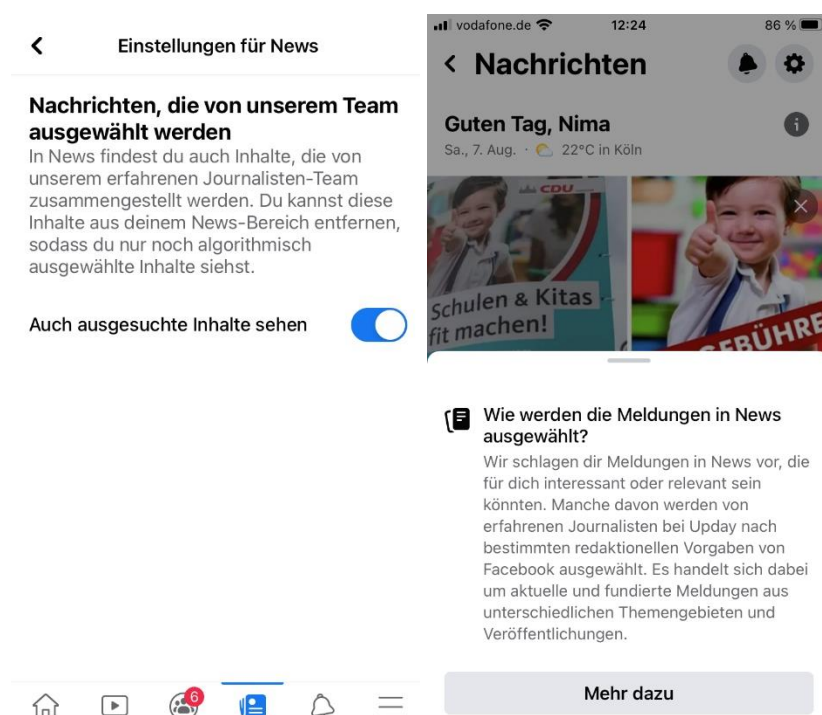 Einstellungen für News
Nachrichten, die von unserem Team
ausgewählt werden
In News findest du auch Inhalte, die von
unserem erfahrenen Journalisten-Team
zusammengestellt werden. Du kannst diese
Inhalte aus deinem News-Bereich entfernen,
sodass du nur noch algorithmisch
ausgewählte Inhalte siehst.
Auch ausgesuchte Inhalte sehen
6
vodafone.de 12:24 86 %
Nachrichten
Guten Tag, Nima
Sa., 7. Aug. · 22°C in Köln
CDU
Schulen & Kitas
fit machen!
GEBÜHRE
Wie werden die Meldungen in News
ausgewählt?
Wir schlagen dir Meldungen in News vor, die
für dich interessant oder relevant sein
könnten. Manche davon werden von
erfahrenen Journalisten bei Upday nach
bestimmten redaktionellen Vorgaben von
Facebook ausgewählt. Es handelt sich dabei
um aktuelle und fundierte Meldungen aus
unterschiedlichen Themengebieten und
Veröffentlichungen.
Mehr dazu